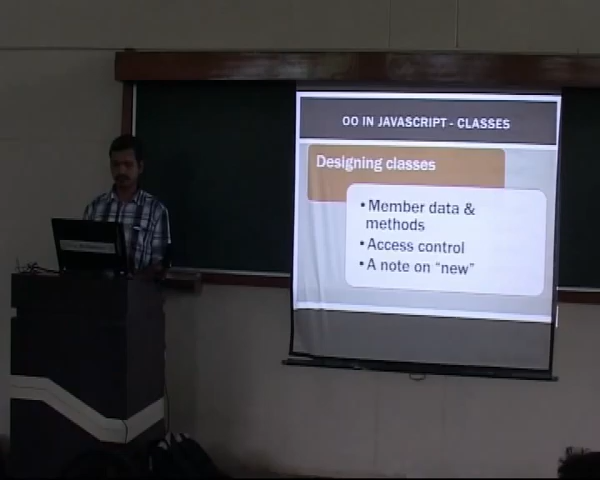 OO IN JAVASCRIPT - CLASSES
Designing classes
• Member data &
methods
• Access control
• A note on "new"